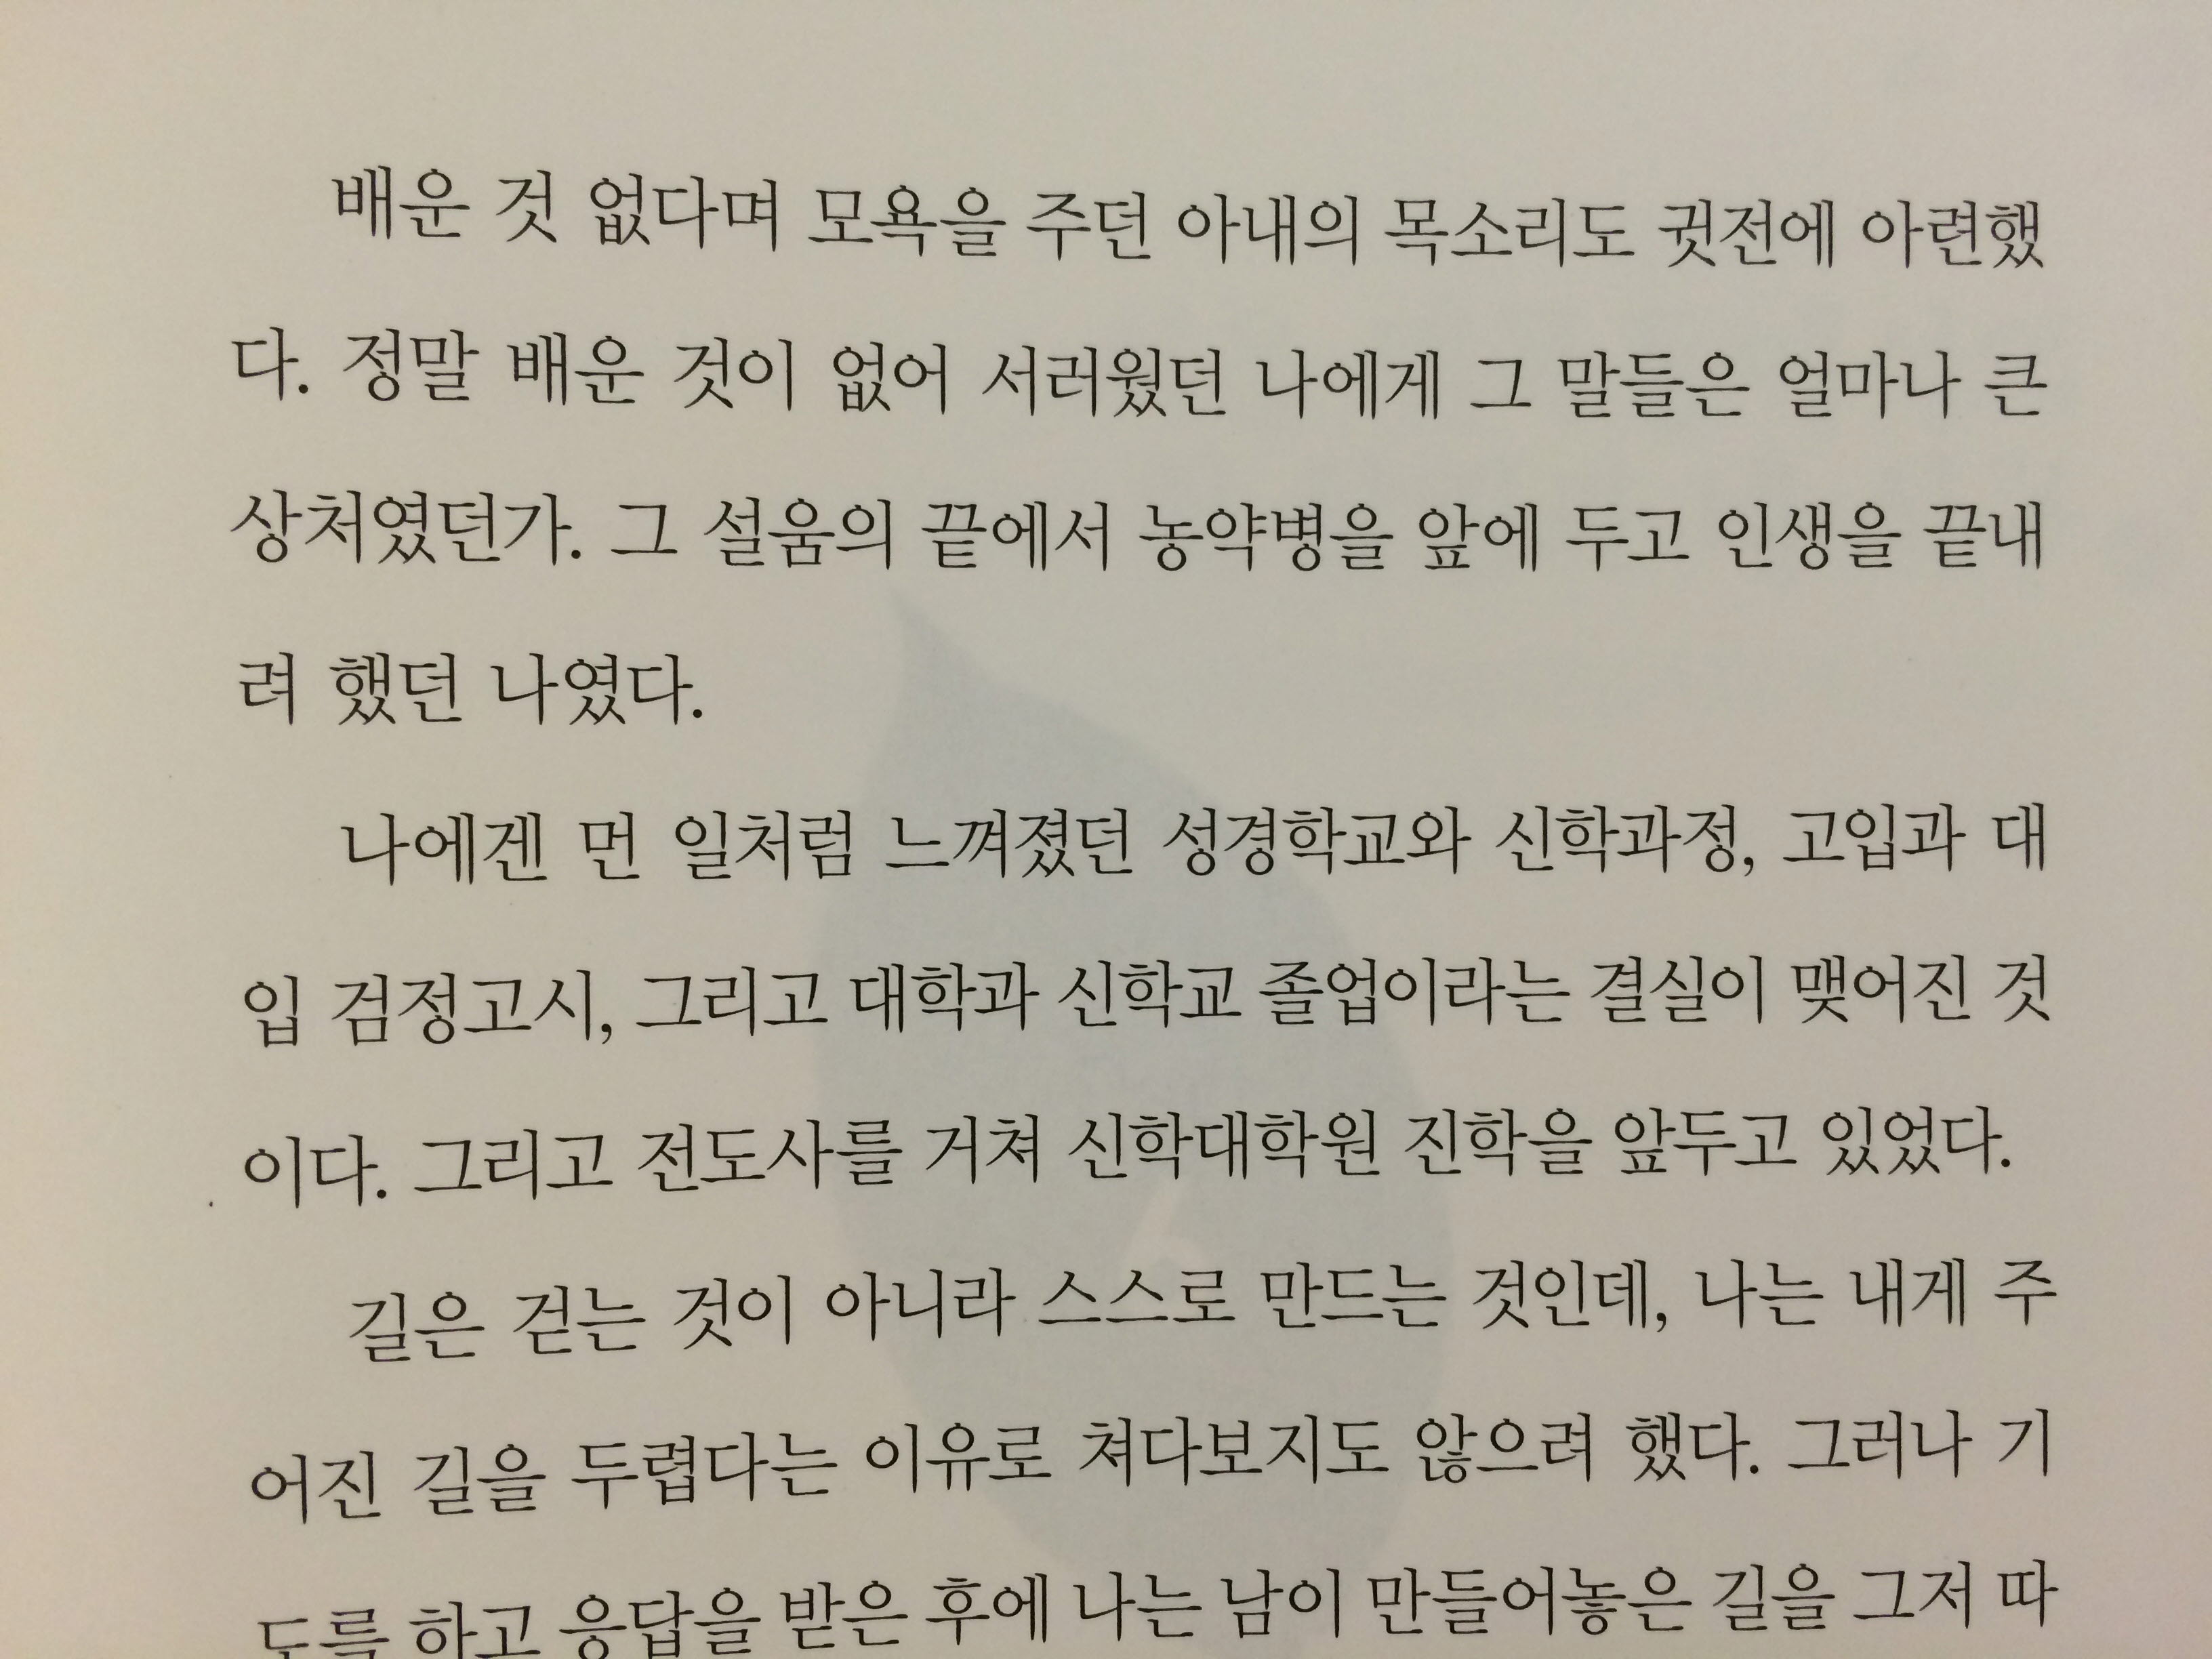 배운 것 없다며 모욕을 주던 아내의 목소리도 귓전에 아련했
다. 정말 배운 것이 없어 서러웠던 나에게 그 말들은 얼마나 큰
상처였던가. 그 설움의 끝에서 농약병을 앞에 두고 인생을 끝내
려 했던 나였다.
나에겐 먼 일처럼 느껴졌던 성경학교와 신학과정, 고입과 대
입 검정고시, 그리고 대학과 신학교 졸업이라는 결실이 맺어진 것
이다. 그리고 전도사를 거쳐 신학대학원 진학을 앞두고 있었다.
길은 걷는 것이 아니라 스스로 만드는 것인데, 나는 내게 주
어진 길을 두렵다는 이유로 쳐다보지도 않으려 했다. 그러나 기
도를 하고 응답을 받은 후에 나는 남이 만들어놓은 길을 그저 따